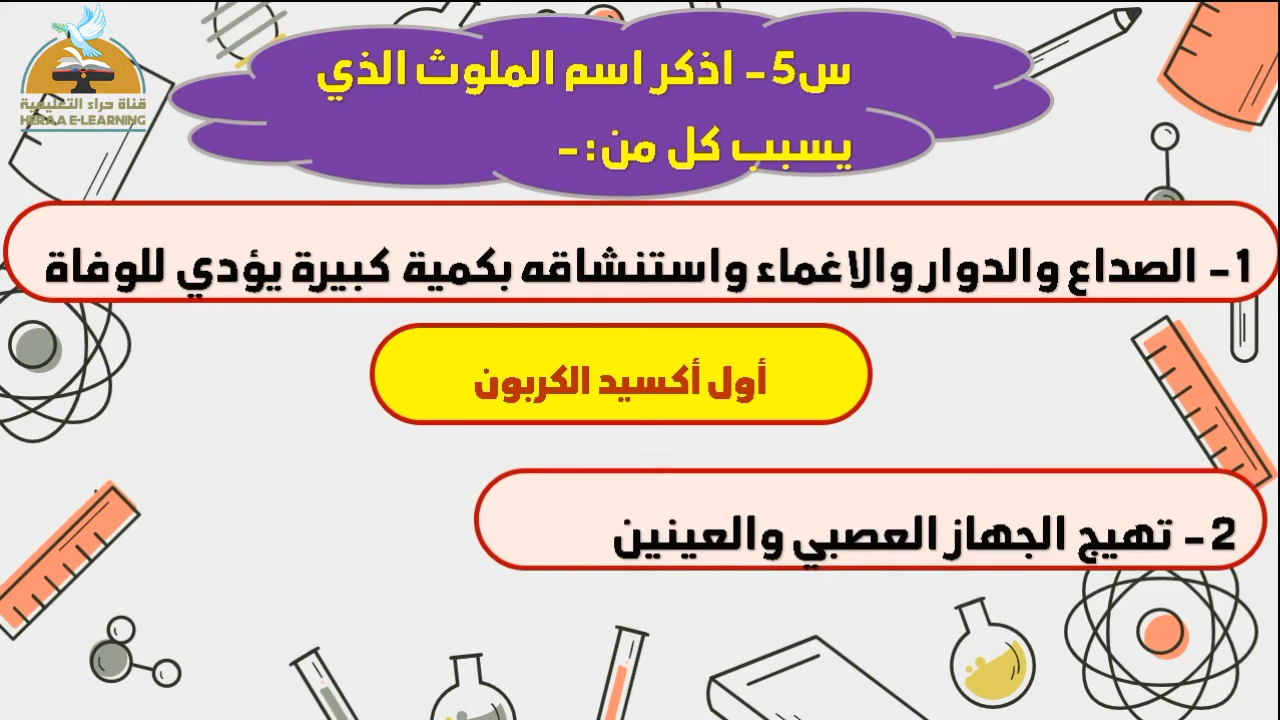 قناة حراء التعليمية
HERAA E-LEARNING
س5 - اذكر اسم الملوث الذي
يسبب كل من: -
1- الصداع والدوار والاغماء واستنشاقه بكمية كبيرة يؤدي للوفاة
أول أكسيد الكربون
2- تهيج الجهاز العصبي والعينين